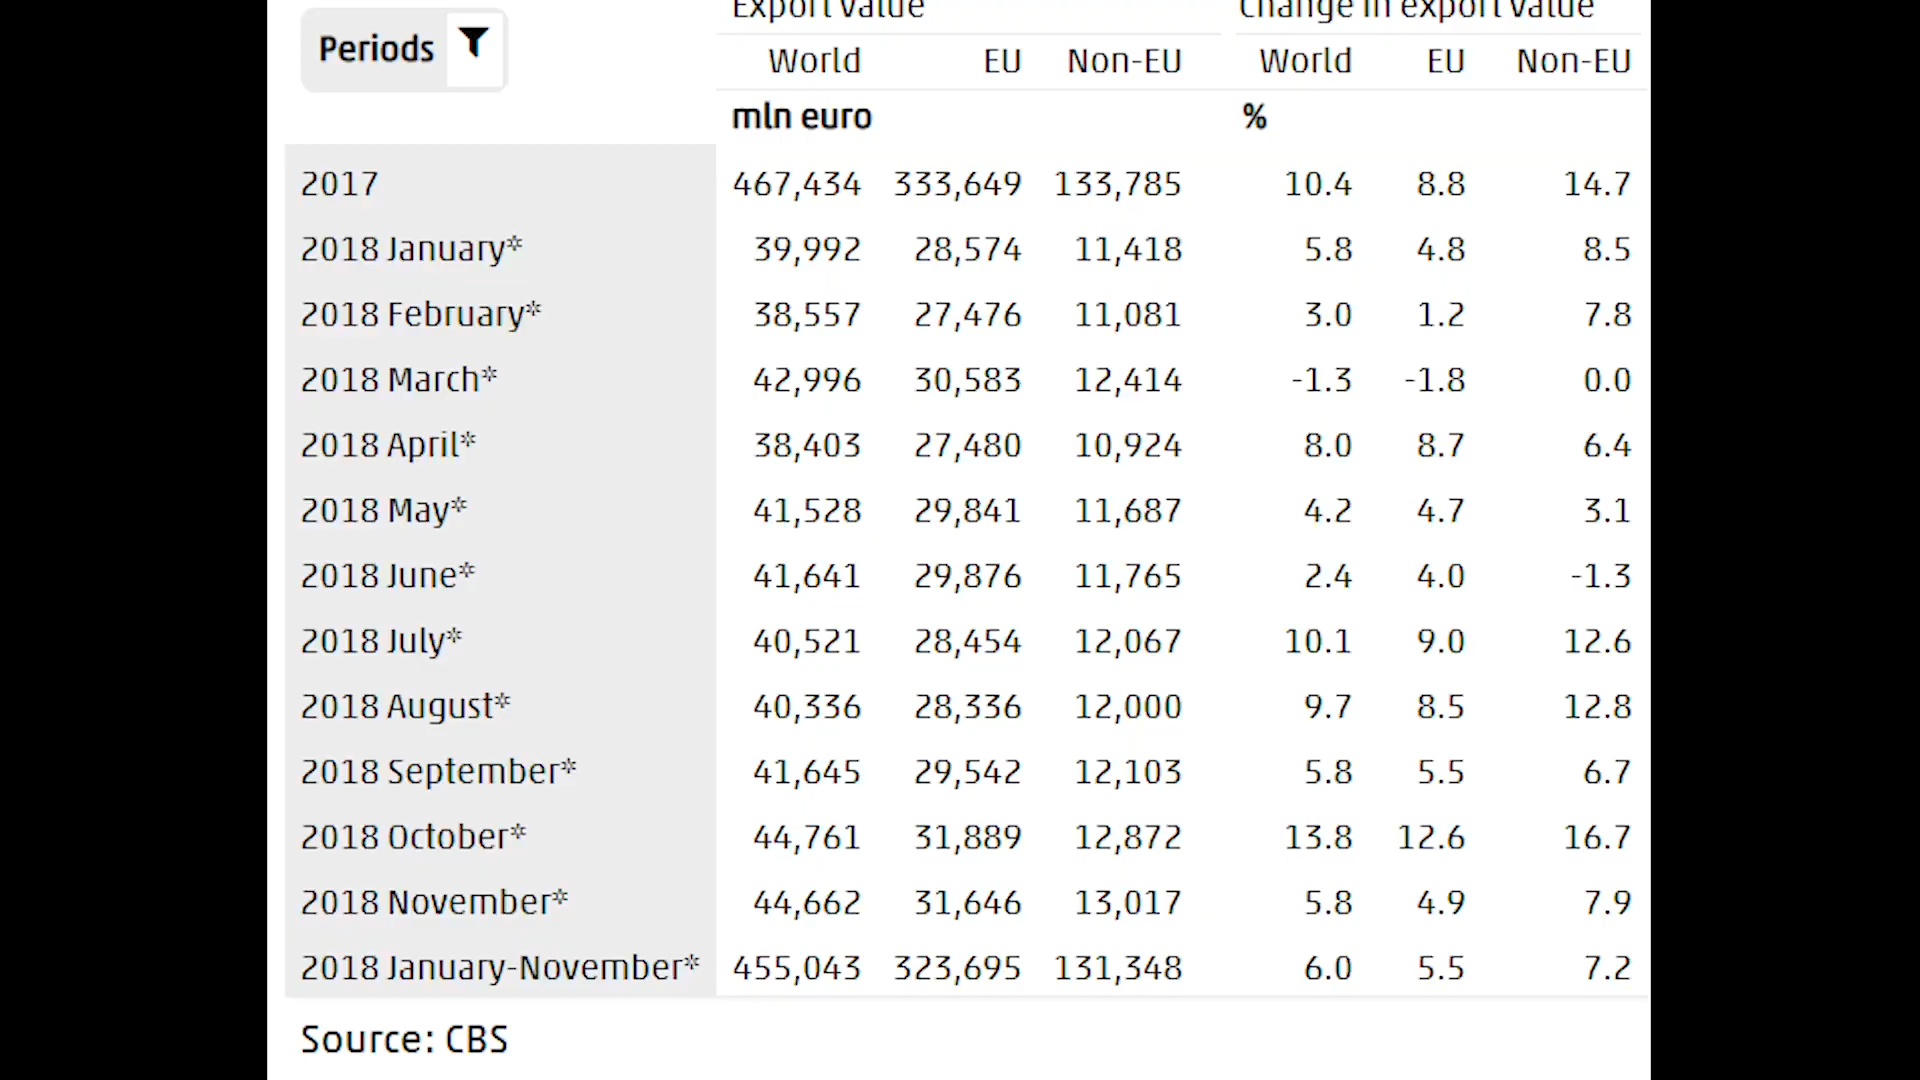 Export value Change in export value
Periods
World EU Non-EU World EU Non-EU
mln euro %
2017 467,434 333,649 133,785 10.4 8.8 14.7
2018 January* 39,992 28,574 11,418 5.8 4.8 8.5
2018 February* 38,557 27,476 11,081 3.0 1.2 7.8
2018 March* 42,996 30,583 12,414 -1.3 -1.8 0.0
2018 April* 38,403 27,480 10,924 8.0 8.7 6.4
2018 May* 41,528 29,841 11,687 4.2 4.7 3.1
2018 June* 41,641 29,876 11,765 2.4 4.0 -1.3
2018 July* 40,521 28,454 12,067 10.1 9.0 12.6
2018 August* 40,336 28,336 12,000 9.7 8.5 12.8
2018 September* 41,645 29,542 12,103 5.8 5.5 6.7
2018 October* 44,761 31,889 12,872 13.8 12.6 16.7
2018 November* 44,662 31,646 13,017 5.8 4.9 7.9
2018 January-November* 455,043 323,695 131,348 6.0 5.5 7.2
Source: CBS